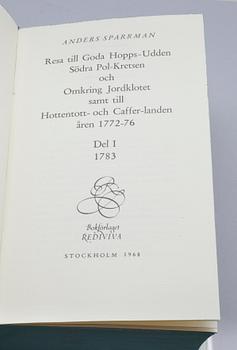 ANDERS SPARRMAN
Resa till Goda Hopps-Udden
Södra Pol-Kretsen
och
Omkring Jordklotet
samt till
Hottentott- och Caffer-landen
åren 1772-76
Del I
1783
Bokförlaget
REDIVIVA
STOCKHOLM 1968